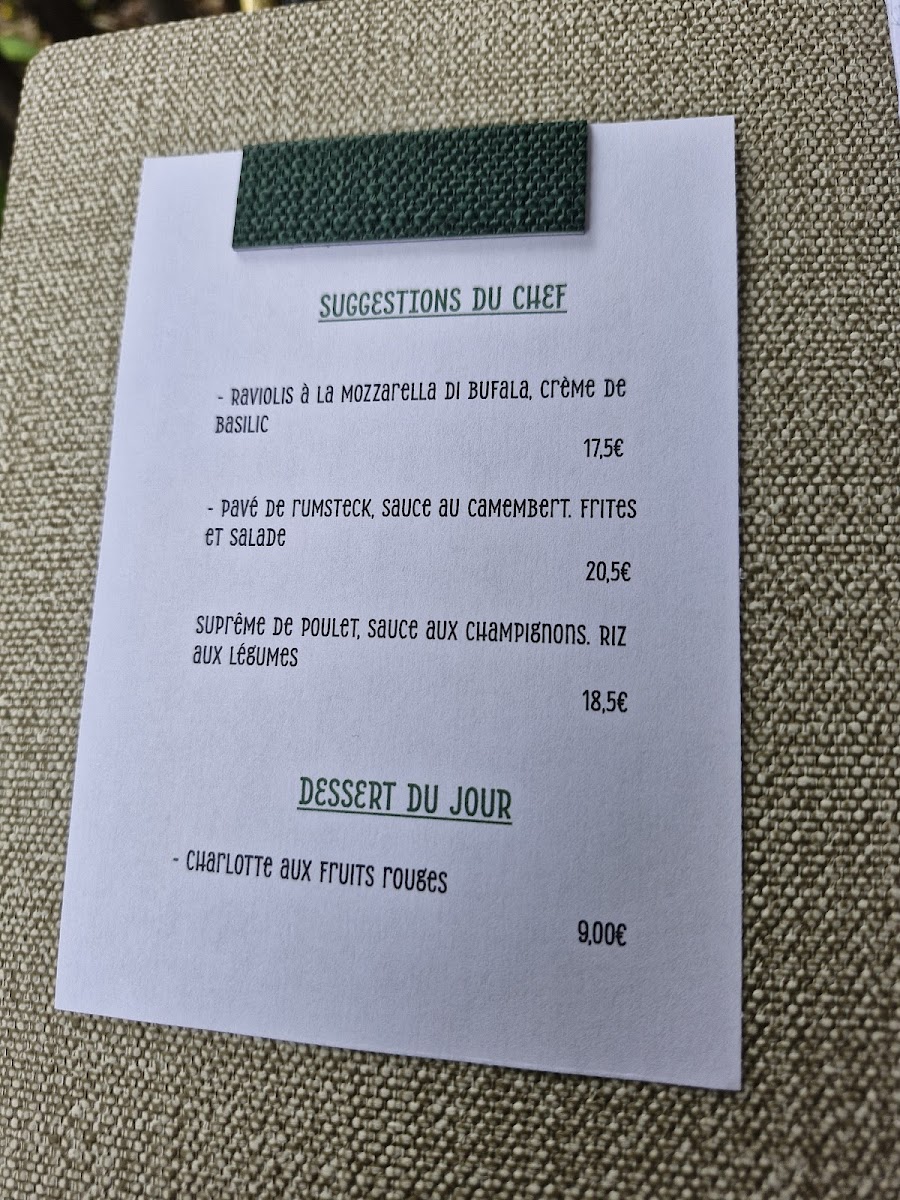 SUGGESTIONS DU CHEF
- Raviolis à la mozzarella di bufala, crème de
basilic
17,5€
- Pavé de rumsteck, sauce au camembert. Frites
et salade
20,5€
Suprême de poulet, sauce aux champignons. Riz
aux légumes
18,5€
DESSERT DU JOUR
- Charlotte aux fruits rouges
9,00€